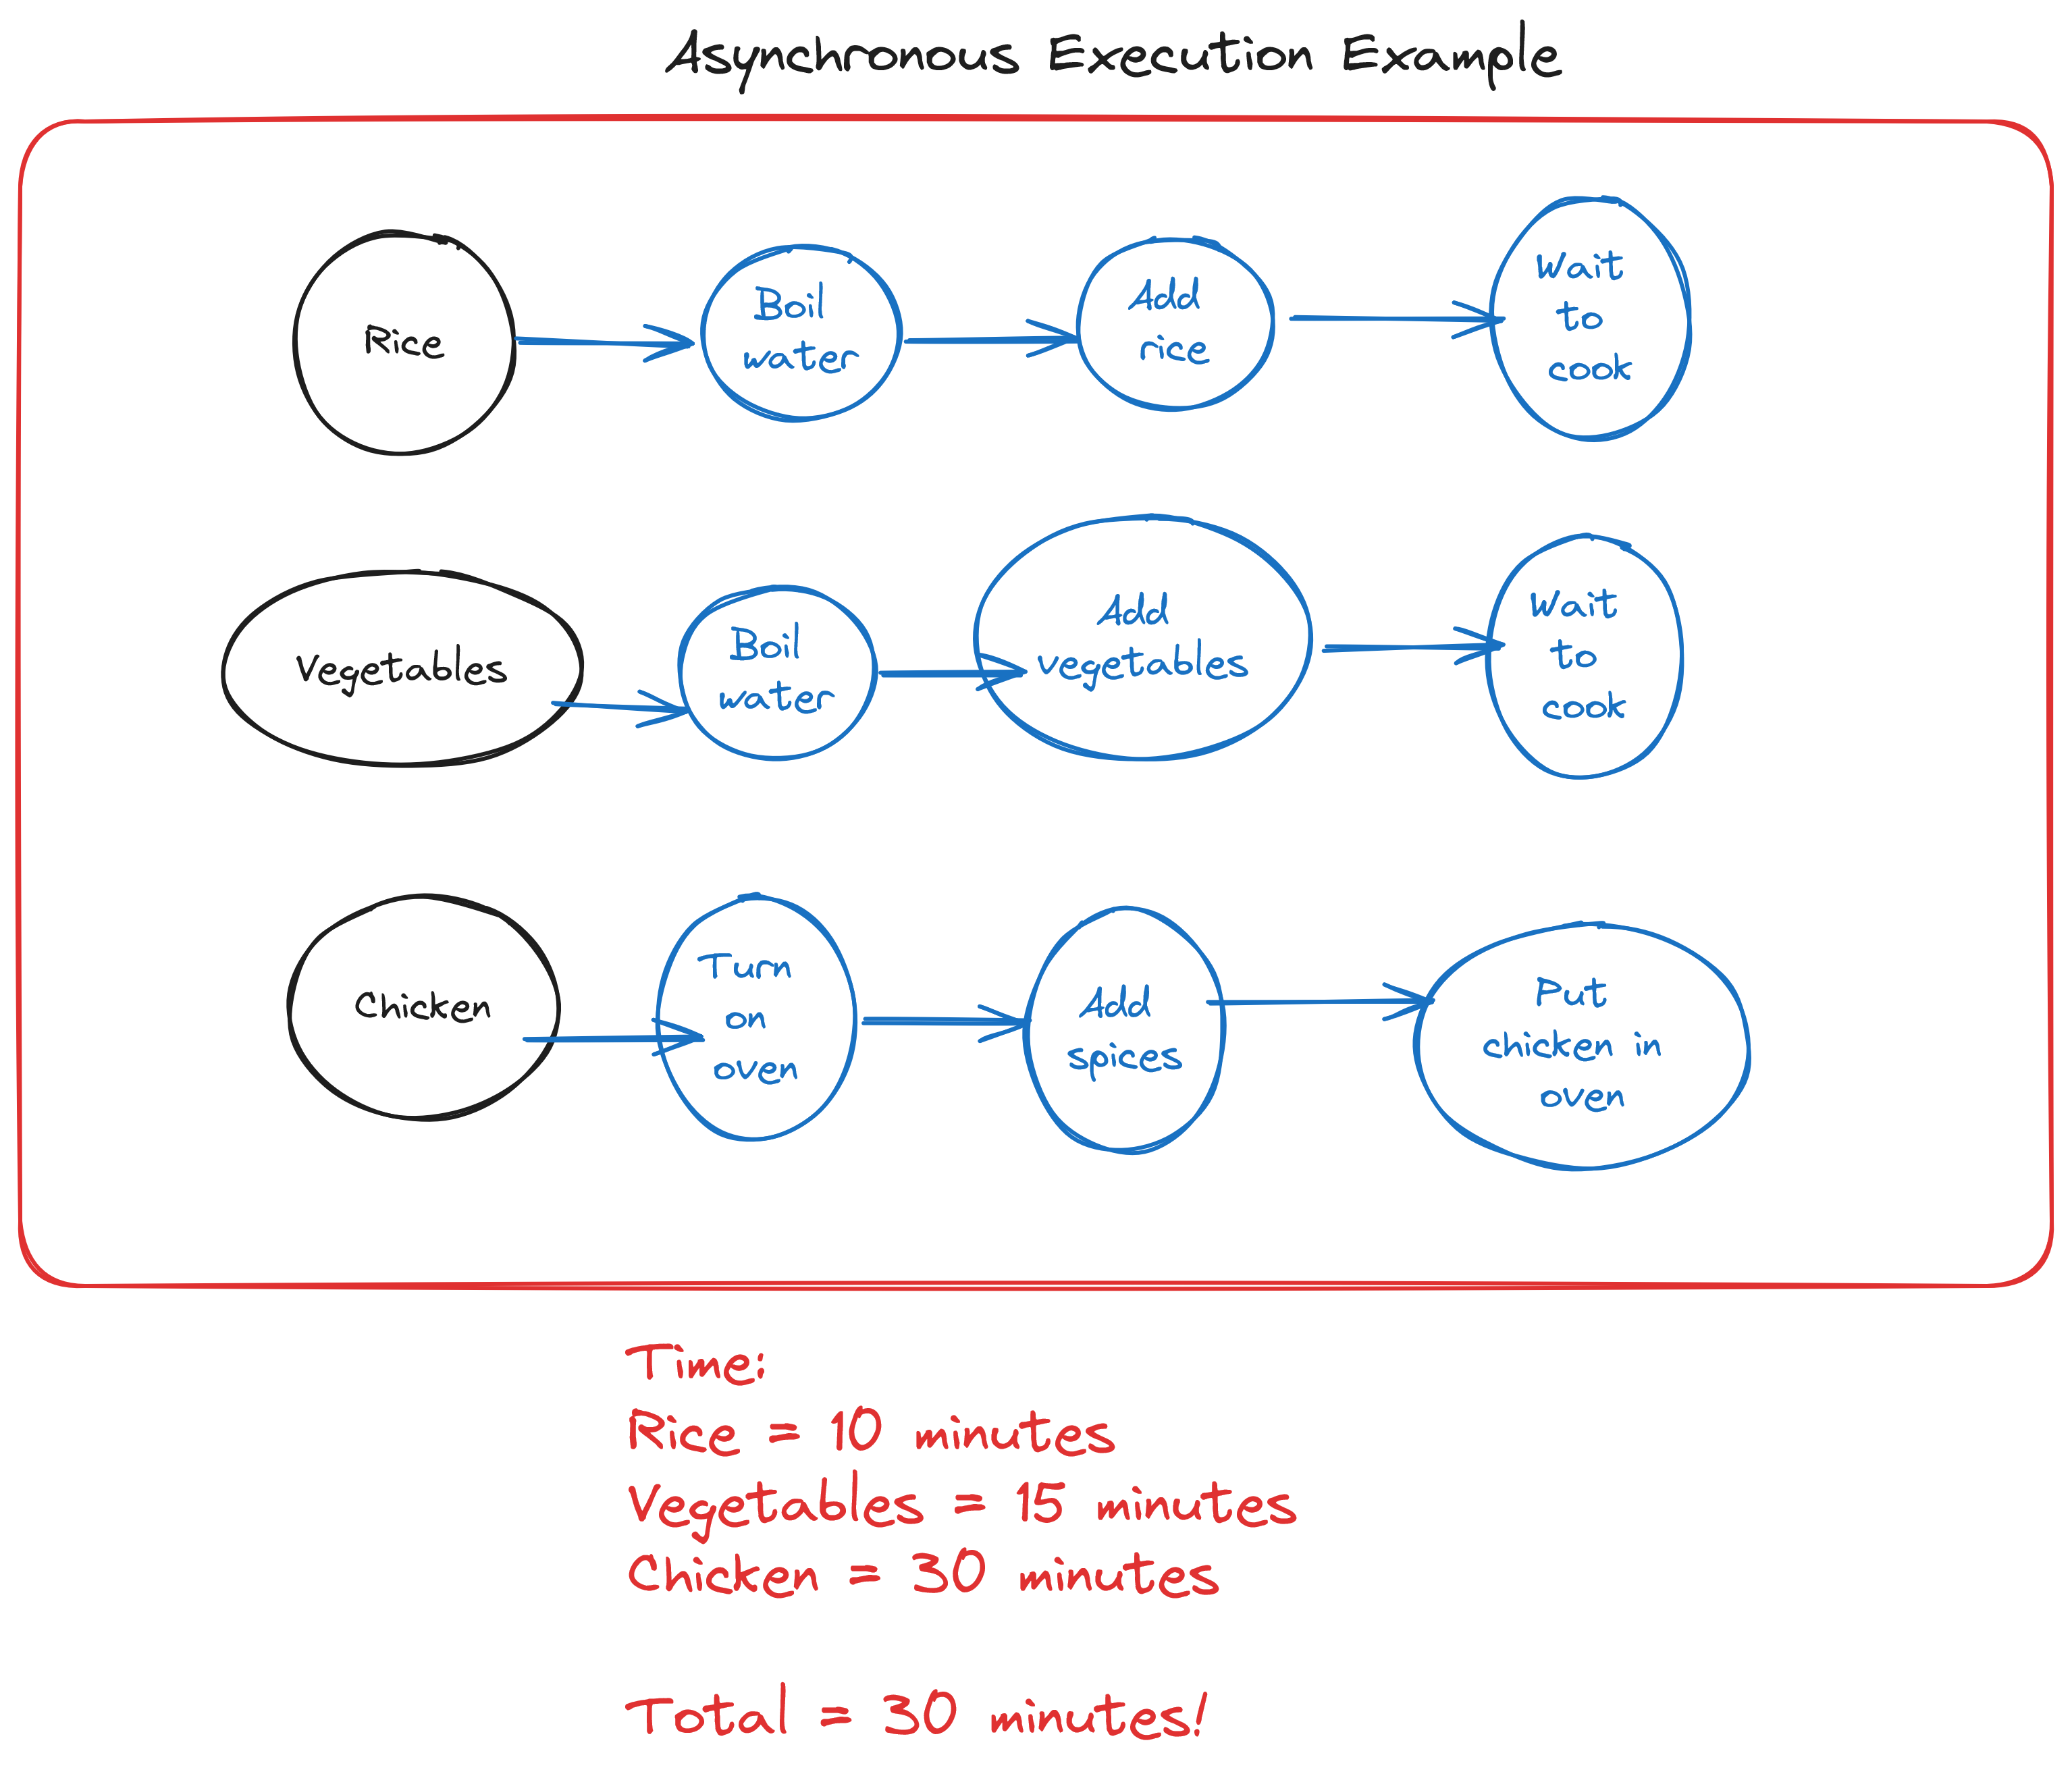 Asynchronous Execution Example
Rice
Boil
water
Add
rice
Wait
to
cook
Vegetables
Boil
water
Add
vegetables
Wait
to
cook
Chicken
Turn
on
oven
Add
spices
Put
chicken in
oven
Time:
Rice = 10 minutes
Vegetables = 15 minutes
Chicken = 30 minutes
Total = 30 minutes!